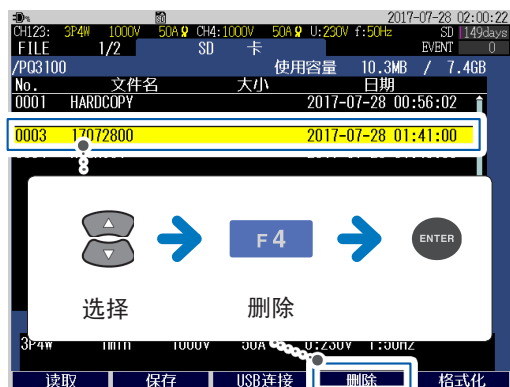 2017-07-28 02:00:22
CH123: 3P4W 1000V 50A CH4:1000V 50A U:230V f:50Hz SD 149days
FILE 1/2 SD 卡 EVENT 0
/PQ3100 使用容量 10.3MB / 7.4GB
No. 文件名 大小 日期
0001 HARDCOPY 2017-07-28 00:56:02
0003 17072800 2017-07-28 01:41:00
F4
ENTER
选择 删除
3P4W 1min 1000V 50A U:230V f:50Hz
读取 保存 USB连接 删除 格式化